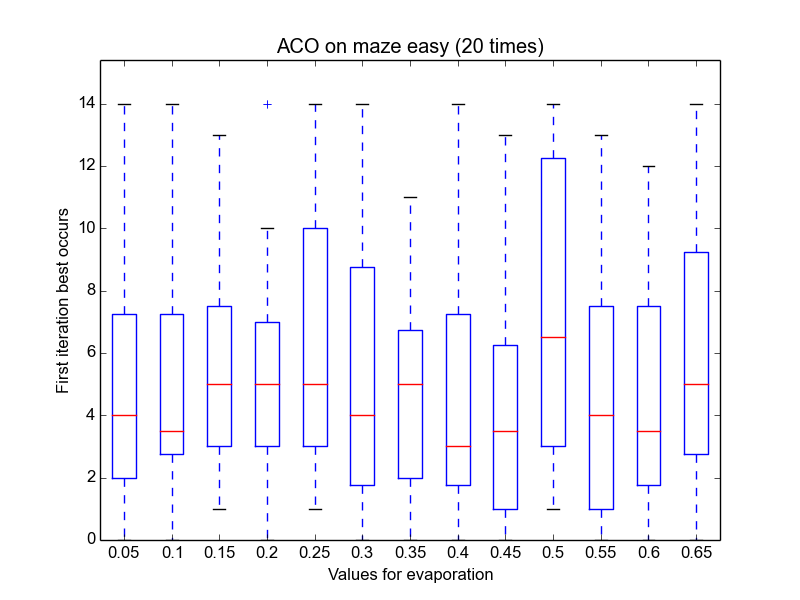 ACO on maze easy (20 times)
First iteration best occurs
14
12
10
8
6
4
2
0
0.05 0.1 0.15 0.2 0.25 0.3 0.35 0.4 0.45 0.5 0.55 0.6 0.65
Values for evaporation